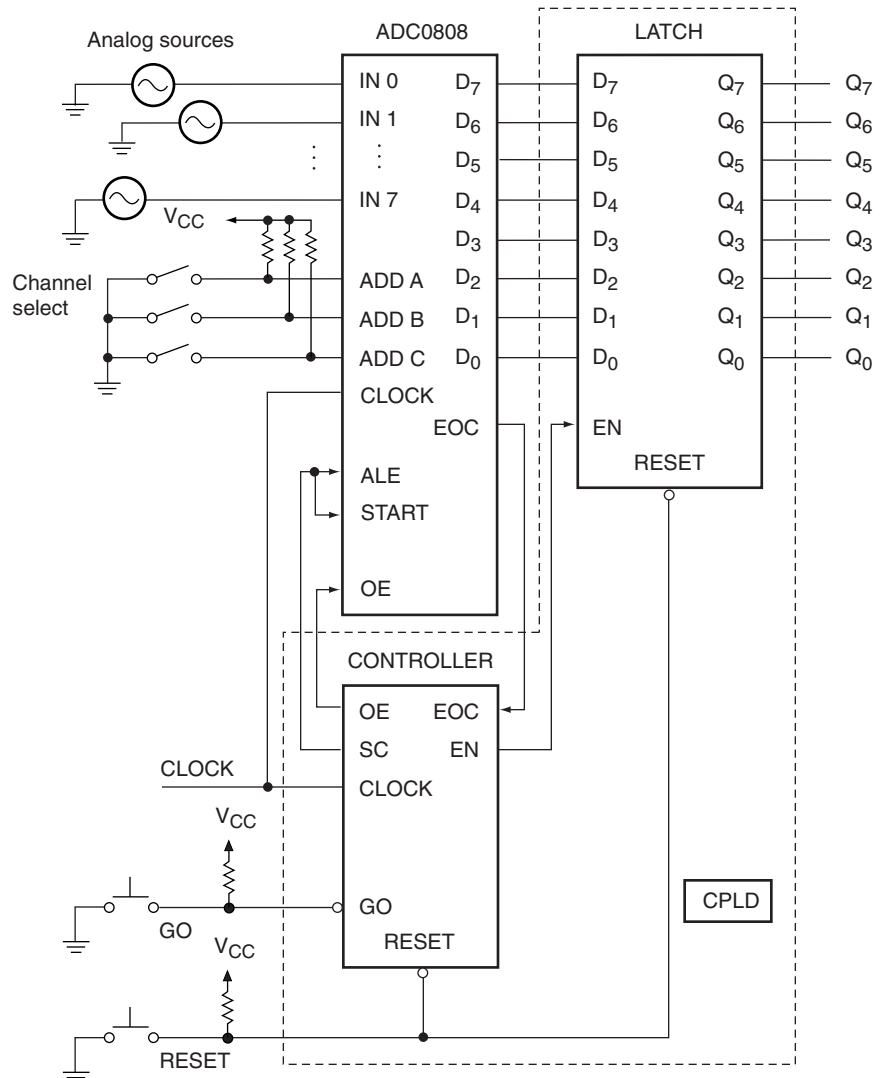 ADC0808
LATCH
Analog sources
IN 0 D7
IN 1 D6
D5
IN 7 D4
D3
ADD A D2
ADD B D1
ADD C D0
CLOCK
EOC
ALE
START
OE
VCC
Channel
select
D7 Q7 Q7
D6 Q6 Q6
D5 Q5 Q5
D4 Q4 Q4
D3 Q3 Q3
D2 Q2 Q2
D1 Q1 Q1
D0 Q0 Q0
EN
RESET
CONTROLLER
OE EOC
SC EN
CLOCK
CLOCK
VCC
GO
GO
RESET
CPLD
VCC
RESET